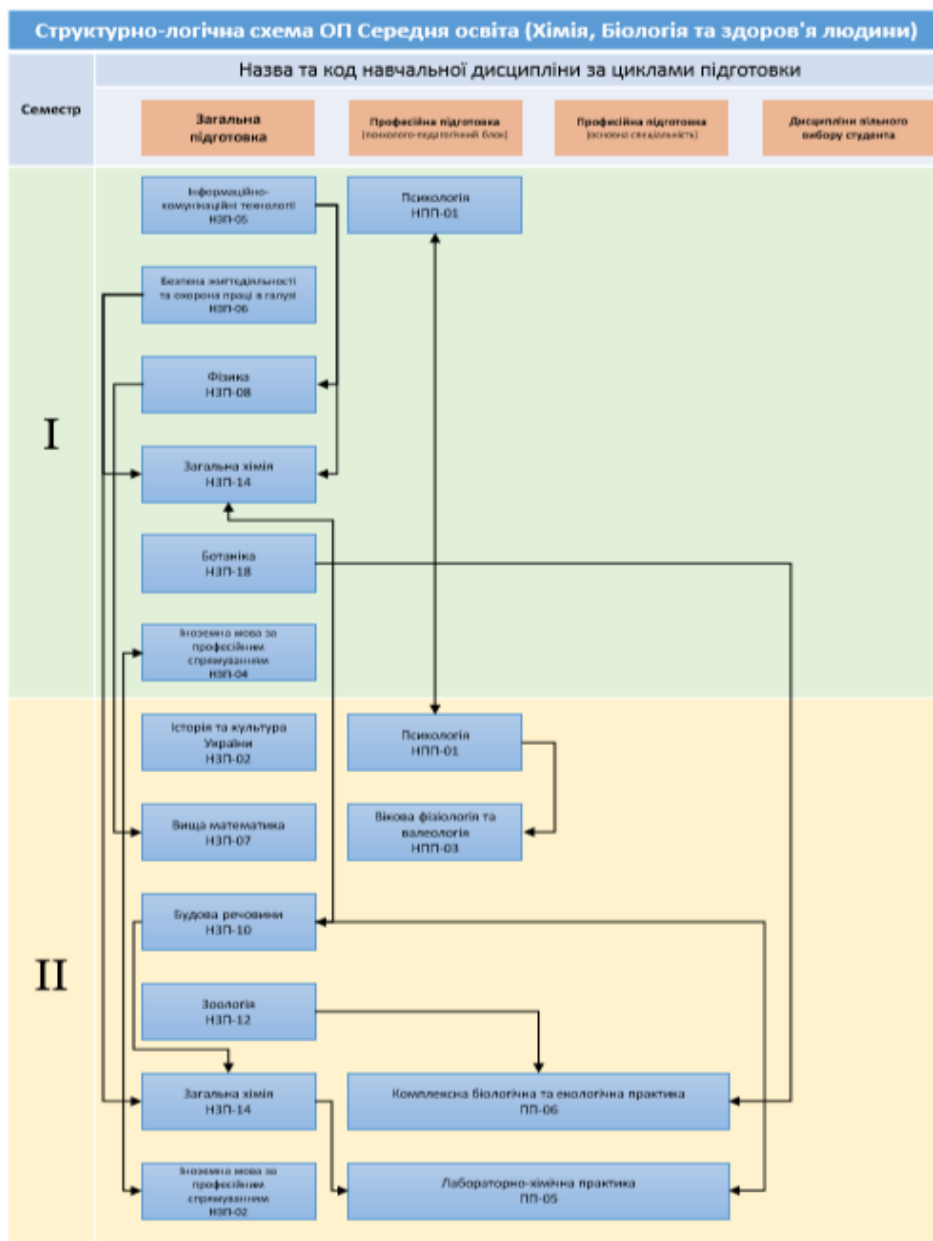 Структурно-логічна схема ОП Середня освіта (Хімія, Біологія та здоров'я людини)
Назва та код навчальної дисципліни за циклами підготовки
Семестр
Загальна
підготовка
Професійна підготовка
(психолого-педагогічний блок)
Професійна підготовка
(основна спеціальність)
Дисципліни вільного
вибору студента
I
Інформаційно-
комунікаційні технології
НЗП-05
Психологія
НПП-01
Безпека життєдіяльності
та охорона праці в галузі
НЗП-06
Фізика
НЗП-08
Загальна хімія
НЗП-14
Ботаніка
НЗП-18
Іноземна мова за
професійним
спрямуванням
НЗП-04
II
Історія та культура
України
НЗП-02
Психологія
НПП-01
Вища математика
НЗП-07
Вікова фізіологія та
валеологія
НПП-03
Будова речовини
НЗП-10
Зоологія
НЗП-12
Загальна хімія
НЗП-14
Комплексна біологічна та екологічна практика
ПП-06
Іноземна мова за
професійним
спрямуванням
НЗП-02
Лабораторно-хімічна практика
ПП-05